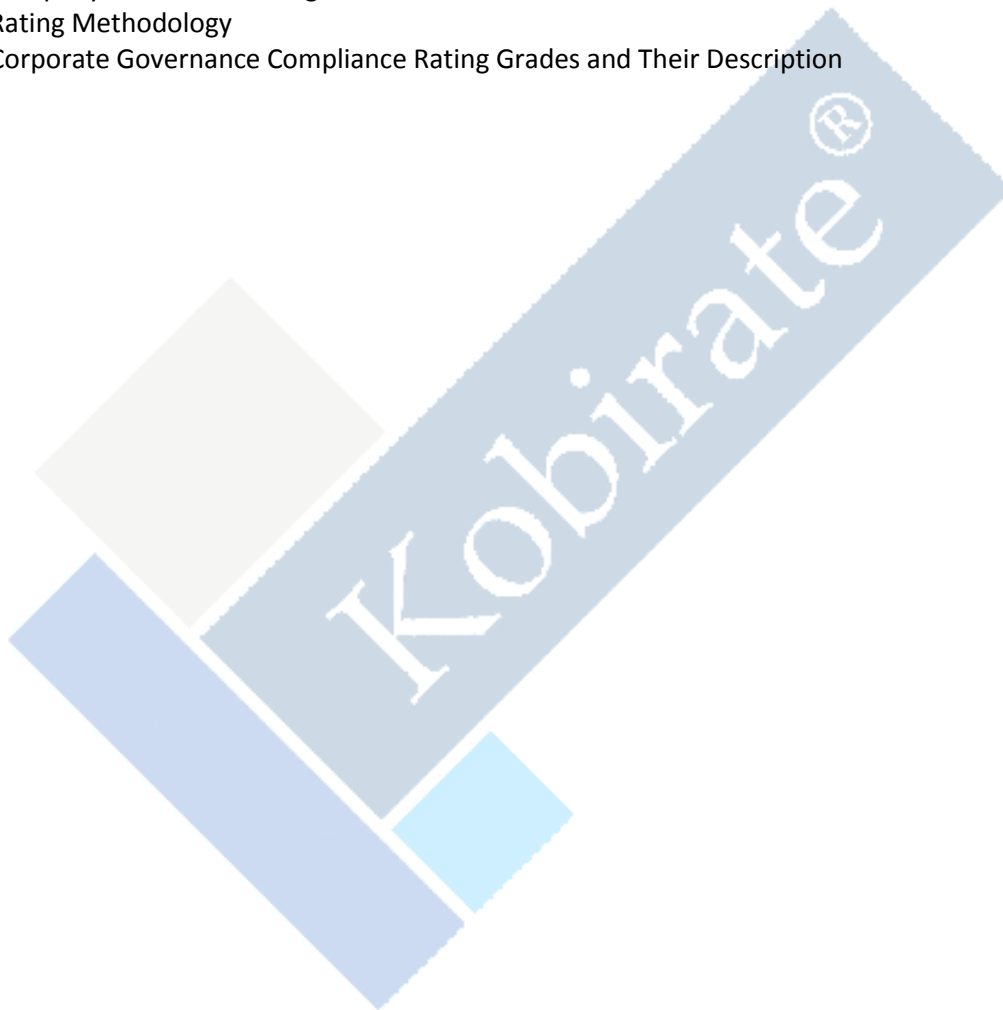 Rating Methodology
Corporate Governance Compliance Rating Grades and Their Description
Kobirate ®